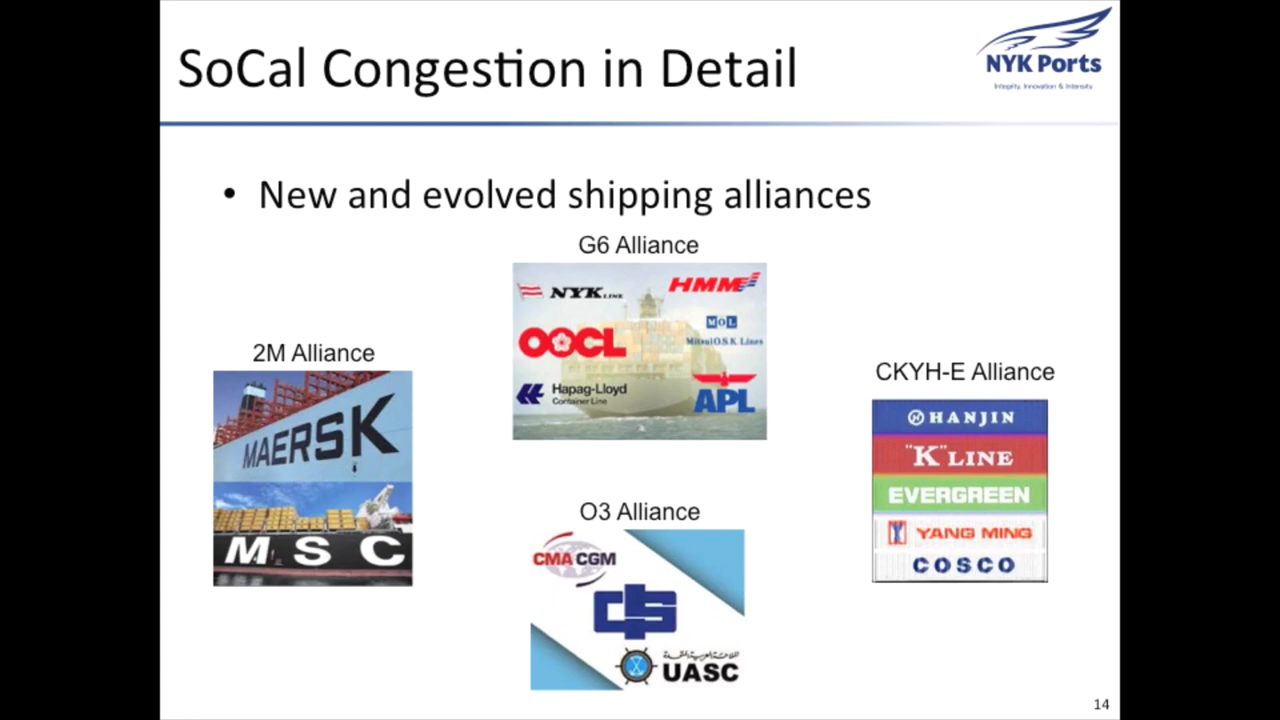 SoCal Congestion in Detail
NYK Ports
Integrity, Innovation & Intensity
• New and evolved shipping alliances
G6 Alliance
NYK LINE
HMM
OOCL
MOL
Mitsui O.S.K. Lines
Hapag-Lloyd
Container Line
APL
2M Alliance
MAERSK
MSC
O3 Alliance
CMA CGM
UASC
CKYH-E Alliance
HANJIN
"K" LINE
EVERGREEN
YANG MING
COSCO
14